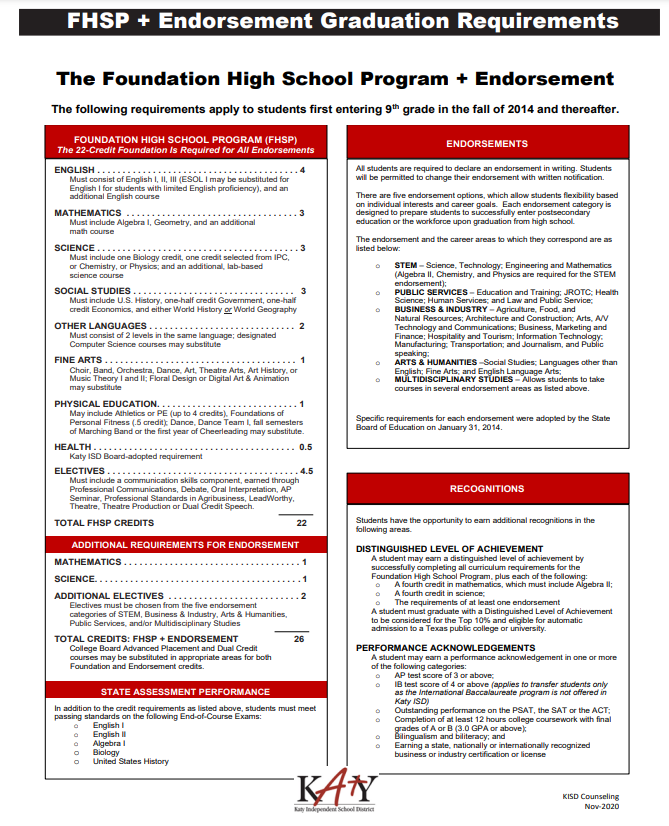 FHSP + Endorsement Graduation Requirements
The Foundation High School Program + Endorsement
The following requirements apply to students first entering 9th grade in the fall of 2014 and thereafter.
FOUNDATION HIGH SCHOOL PROGRAM (FHSP)
The 22-Credit Foundation Is Required for All Endorsements
ENGLISH . . . . . . . . . . . . . . . . . . . . . . . . . . . . . . . . . . . . . 4
Must consist of English I, II, III (ESOL I may be substituted for
English I for students with limited English proficiency), and an
additional English course
MATHEMATICS . . . . . . . . . . . . . . . . . . . . . . . . . . . . . . . 3
Must include Algebra I, Geometry, and an additional
math course
SCIENCE . . . . . . . . . . . . . . . . . . . . . . . . . . . . . . . . . . . . . 3
Must include one Biology credit, one credit selected from IPC,
or Chemistry, or Physics; and an additional, lab-based
science course
SOCIAL STUDIES . . . . . . . . . . . . . . . . . . . . . . . . . . . . . . 3
Must include U.S. History, one-half credit Government, one-half
credit Economics, and either World History or World Geography
OTHER LANGUAGES . . . . . . . . . . . . . . . . . . . . . . . . . . . 2
Must consist of 2 levels in the same language; designated
Computer Science courses may substitute
FINE ARTS . . . . . . . . . . . . . . . . . . . . . . . . . . . . . . . . . . . 1
Choir, Band, Orchestra, Dance, Art, Theatre Arts, Art History, or
Music Theory I and II; Floral Design or Digital Art & Animation
may substitute
PHYSICAL EDUCATION. . . . . . . . . . . . . . . . . . . . . . . . . . 1
May include Athletics or PE (up to 4 credits), Foundations of
Personal Fitness (.5 credit); Dance, Dance Team I, fall semesters
of Marching Band or the first year of Cheerleading may substitute.
HEALTH . . . . . . . . . . . . . . . . . . . . . . . . . . . . . . . . . . . . . 0.5
Katy ISD Board-adopted requirement
ELECTIVES . . . . . . . . . . . . . . . . . . . . . . . . . . . . . . . . . . . 4.5
Must include a communication skills component, earned through
Professional Communications, Debate, Oral Interpretation, AP
Seminar, Professional Standards in Agribusiness, LeadWorthy,
Theatre, Theatre Production or Dual Credit Speech.
TOTAL FHSP CREDITS 22
ADDITIONAL REQUIREMENTS FOR ENDORSEMENT
MATHEMATICS . . . . . . . . . . . . . . . . . . . . . . . . . . . . . . . . . . 1
SCIENCE. . . . . . . . . . . . . . . . . . . . . . . . . . . . . . . . . . . . . . . 1
ADDITIONAL ELECTIVES . . . . . . . . . . . . . . . . . . . . . . . . . 2
Electives must be chosen from the five endorsement
categories of STEM, Business & Industry, Arts & Humanities,
Public Services, and/or Multidisciplinary Studies
TOTAL CREDITS: FHSP + ENDORSEMENT 26
College Board Advanced Placement and Dual Credit
courses may be substituted in appropriate areas for both
Foundation and Endorsement credits.
STATE ASSESSMENT PERFORMANCE
In addition to the credit requirements as listed above, students must meet
passing standards on the following End-of-Course Exams:
o English I
o English II
o Algebra I
o Biology
o United States History
ENDORSEMENTS
All students are required to declare an endorsement in writing. Students
will be permitted to change their endorsement with written notification.
There are five endorsement options, which allow students flexibility based
on individual interests and career goals. Each endorsement category is
designed to prepare students to successfully enter postsecondary
education or the workforce upon graduation from high school.
The endorsement and the career areas to which they correspond are as
listed below:
o STEM – Science, Technology; Engineering and Mathematics
(Algebra II, Chemistry, and Physics are required for the STEM
endorsement);
o PUBLIC SERVICES – Education and Training; JROTC; Health
Science; Human Services; and Law and Public Service;
o BUSINESS & INDUSTRY – Agriculture, Food, and
Natural Resources; Architecture and Construction; Arts, A/V
Technology and Communications; Business, Marketing and
Finance; Hospitality and Tourism; Information Technology;
Manufacturing; Transportation; and Journalism, and Public
speaking;
o ARTS & HUMANITIES –Social Studies; Languages other than
English; Fine Arts; and English Language Arts;
o MULTIDISCIPLINARY STUDIES – Allows students to take
courses in several endorsement areas as listed above.
Specific requirements for each endorsement were adopted by the State
Board of Education on January 31, 2014.
RECOGNITIONS
Students have the opportunity to earn additional recognitions in the
following areas.
DISTINGUISHED LEVEL OF ACHIEVEMENT
A student may earn a distinguished level of achievement by
successfully completing all curriculum requirements for the
Foundation High School Program, plus each of the following:
o A fourth credit in mathematics, which must include Algebra II;
o A fourth credit in science;
o The requirements of at least one endorsement
A student must graduate with a Distinguished Level of Achievement
to be considered for the Top 10% and eligible for automatic
admission to a Texas public college or university.
PERFORMANCE ACKNOWLEDGEMENTS
A student may earn a performance acknowledgement in one or more
of the following categories:
o AP test score of 3 or above;
o IB test score of 4 or above (applies to transfer students only
as the International Baccalaureate program is not offered in
Katy ISD)
o Outstanding performance on the PSAT, the SAT or the ACT;
o Completion of at least 12 hours college coursework with final
grades of A or B (3.0 GPA or above);
o Bilingualism and biliteracy; and
o Earning a state, nationally or internationally recognized
business or industry certification or license
KATY
Katy Independent School District
KISD Counseling
Nov-2020